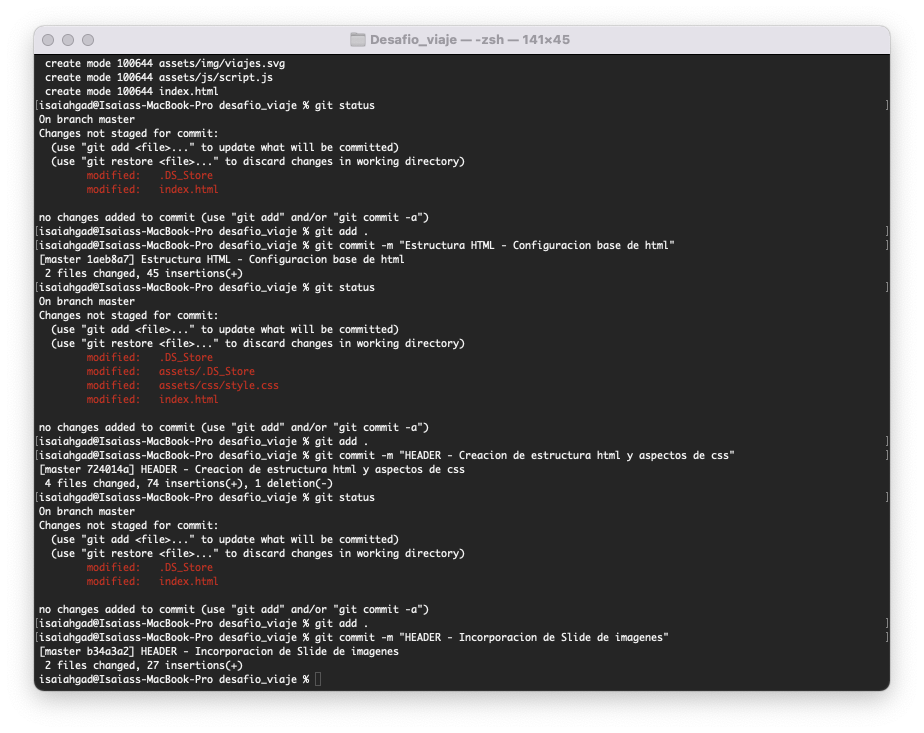 Desafio_viaje — -zsh — 141×45
create mode 100644 assets/img/viajes.svg
create mode 100644 assets/js/script.js
create mode 100644 index.html
[isaiahgad@Isaiass-MacBook-Pro desafio_viaje % git status ]
On branch master
Changes not staged for commit:
(use "git add <file>..." to update what will be committed)
(use "git restore <file>..." to discard changes in working directory)
modified: .DS_Store
modified: index.html
no changes added to commit (use "git add" and/or "git commit -a")
[isaiahgad@Isaiass-MacBook-Pro desafio_viaje % git add . ]
[isaiahgad@Isaiass-MacBook-Pro desafio_viaje % git commit -m "Estructura HTML - Configuracion base de html" ]
[master 1aeb8a7] Estructura HTML - Configuracion base de html
2 files changed, 45 insertions(+)
[isaiahgad@Isaiass-MacBook-Pro desafio_viaje % git status ]
On branch master
Changes not staged for commit:
(use "git add <file>..." to update what will be committed)
(use "git restore <file>..." to discard changes in working directory)
modified: .DS_Store
modified: assets/.DS_Store
modified: assets/css/style.css
modified: index.html
no changes added to commit (use "git add" and/or "git commit -a")
[isaiahgad@Isaiass-MacBook-Pro desafio_viaje % git add . ]
[isaiahgad@Isaiass-MacBook-Pro desafio_viaje % git commit -m "HEADER - Creacion de estructura html y aspectos de css" ]
[master 724014a] HEADER - Creacion de estructura html y aspectos de css
4 files changed, 74 insertions(+), 1 deletion(-)
[isaiahgad@Isaiass-MacBook-Pro desafio_viaje % git status ]
On branch master
Changes not staged for commit:
(use "git add <file>..." to update what will be committed)
(use "git restore <file>..." to discard changes in working directory)
modified: .DS_Store
modified: index.html
no changes added to commit (use "git add" and/or "git commit -a")
[isaiahgad@Isaiass-MacBook-Pro desafio_viaje % git add . ]
[isaiahgad@Isaiass-MacBook-Pro desafio_viaje % git commit -m "HEADER - Incorporacion de Slide de imagenes" ]
[master b34a3a2] HEADER - Incorporacion de Slide de imagenes
2 files changed, 27 insertions(+)
isaiahgad@Isaiass-MacBook-Pro desafio_viaje %